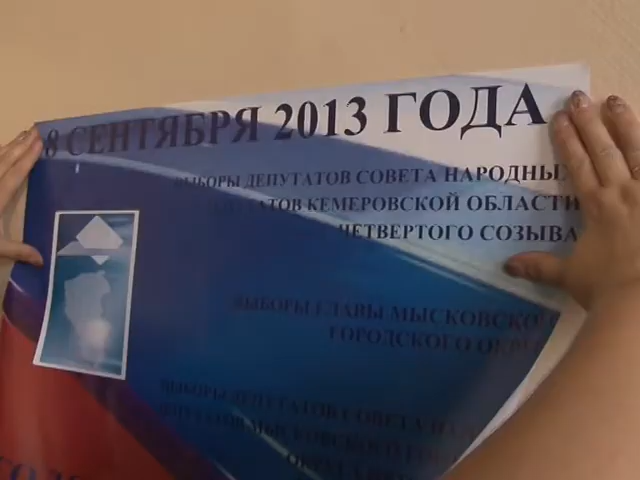 8 СЕНТЯБРЯ 2013 ГОДА
ВЫБОРЫ ДЕПУТАТОВ СОВЕТА НАРОДНЫХ
ДЕПУТАТОВ КЕМЕРОВСКОЙ ОБЛАСТИ
ЧЕТВЕРТОГО СОЗЫВА
ВЫБОРЫ ГЛАВЫ МЫСКОВСКОГО
ГОРОДСКОГО
ВЫБОРЫ ДЕПУТАТОВ СОВЕТА